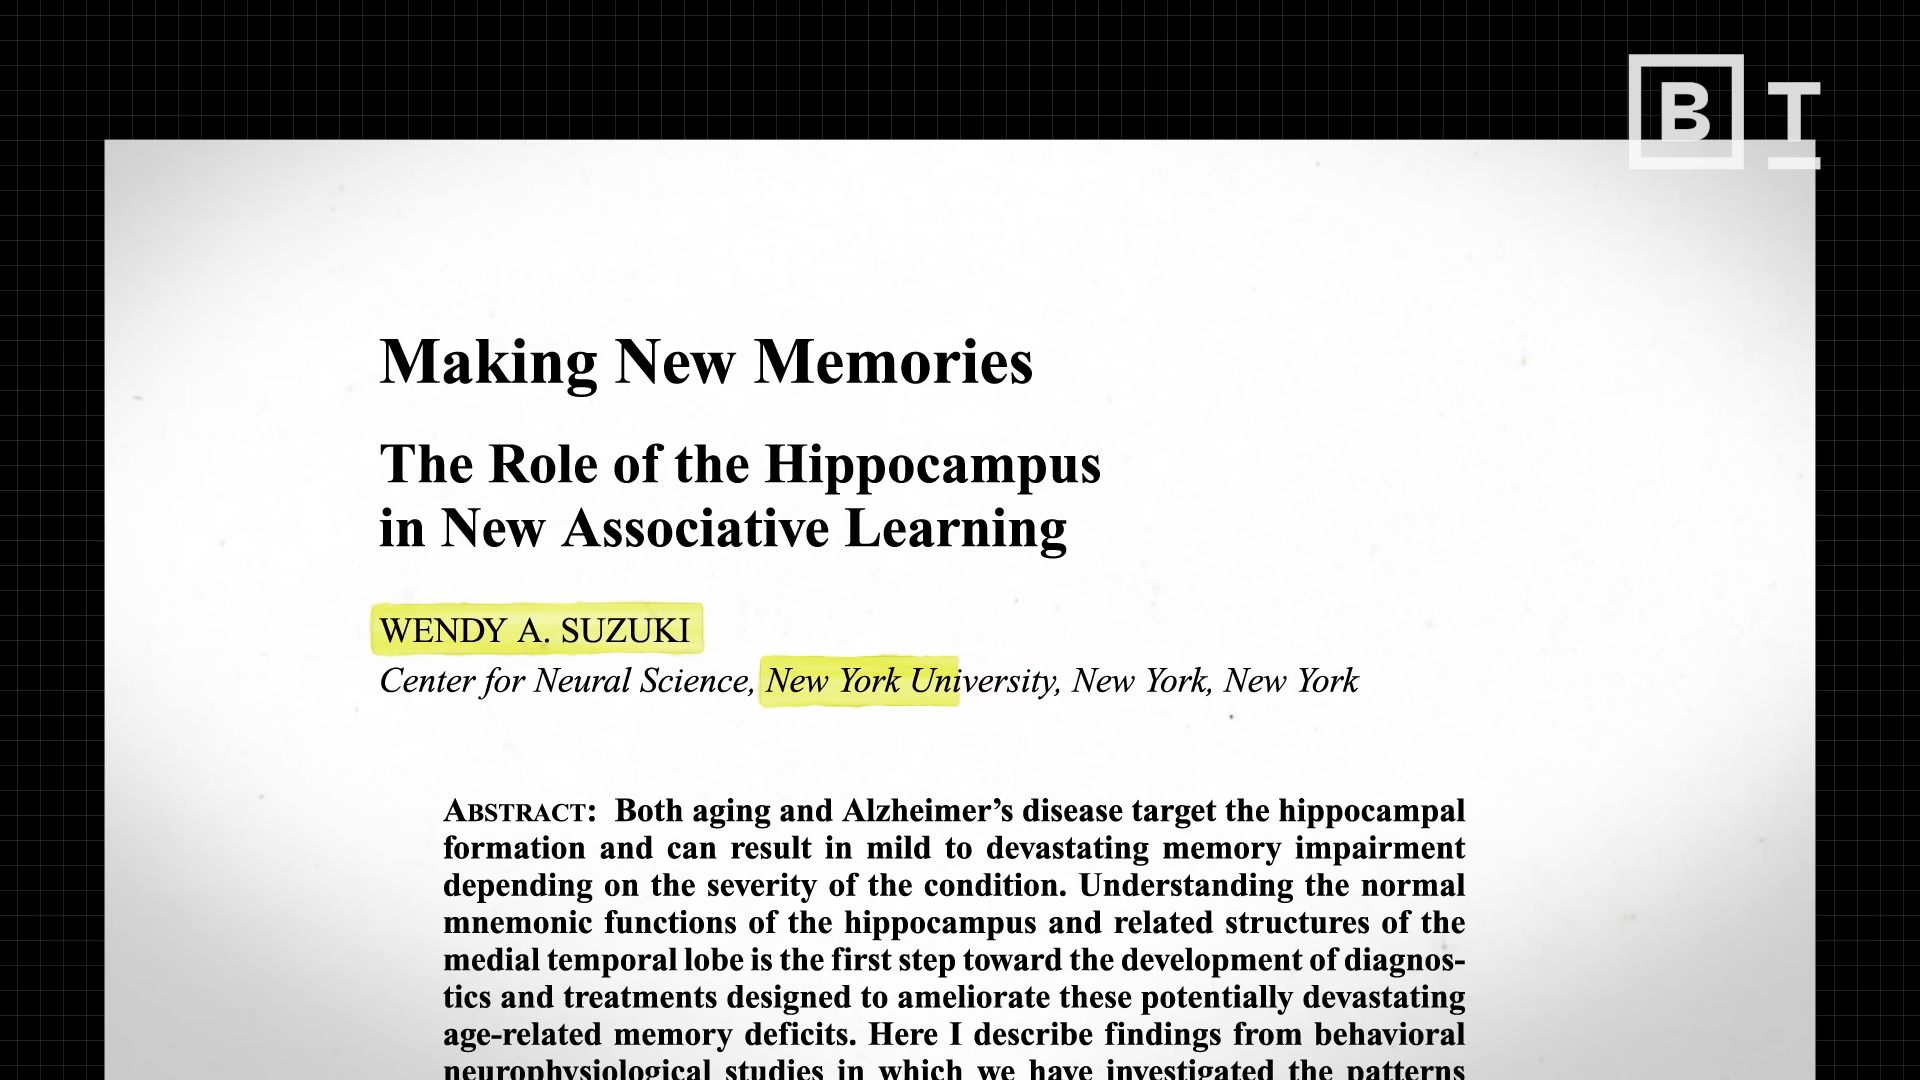 B T
Making New Memories
The Role of the Hippocampus
in New Associative Learning
WENDY A. SUZUKI
Center for Neural Science, New York University, New York, New York
ABSTRACT: Both aging and Alzheimer’s disease target the hippocampal
formation and can result in mild to devastating memory impairment
depending on the severity of the condition. Understanding the normal
mnemonic functions of the hippocampus and related structures of the
medial temporal lobe is the first step toward the development of diagnos-
tics and treatments designed to ameliorate these potentially devastating
age-related memory deficits. Here I describe findings from behavioral
neurophysiological studies in which we have investigated the patterns